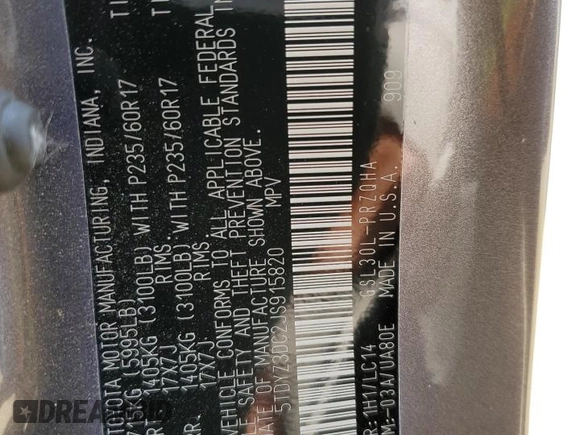 TOYOTA MOTOR MANUFACTURING, INDIANA, INC.
KG (5995LB)
1405KG (3100LB) WITH P235/60R17
17X7J RIMS
RR 1405KG (3100LB) WITH P235/60R17
17X7J RIMS
VEHICLE CONFORMS TO ALL APPLICABLE FEDERAL
SAFETY AND THEFT PREVENTION STANDARDS
DATE OF MANUFACTURE SHOWN ABOVE.
5TDYZ3DC2JS915820 MPV
1H1/LC14 GSL30L-PRZQHA
03A/UA80E MADE IN U.S.A. 909
DREAMBID